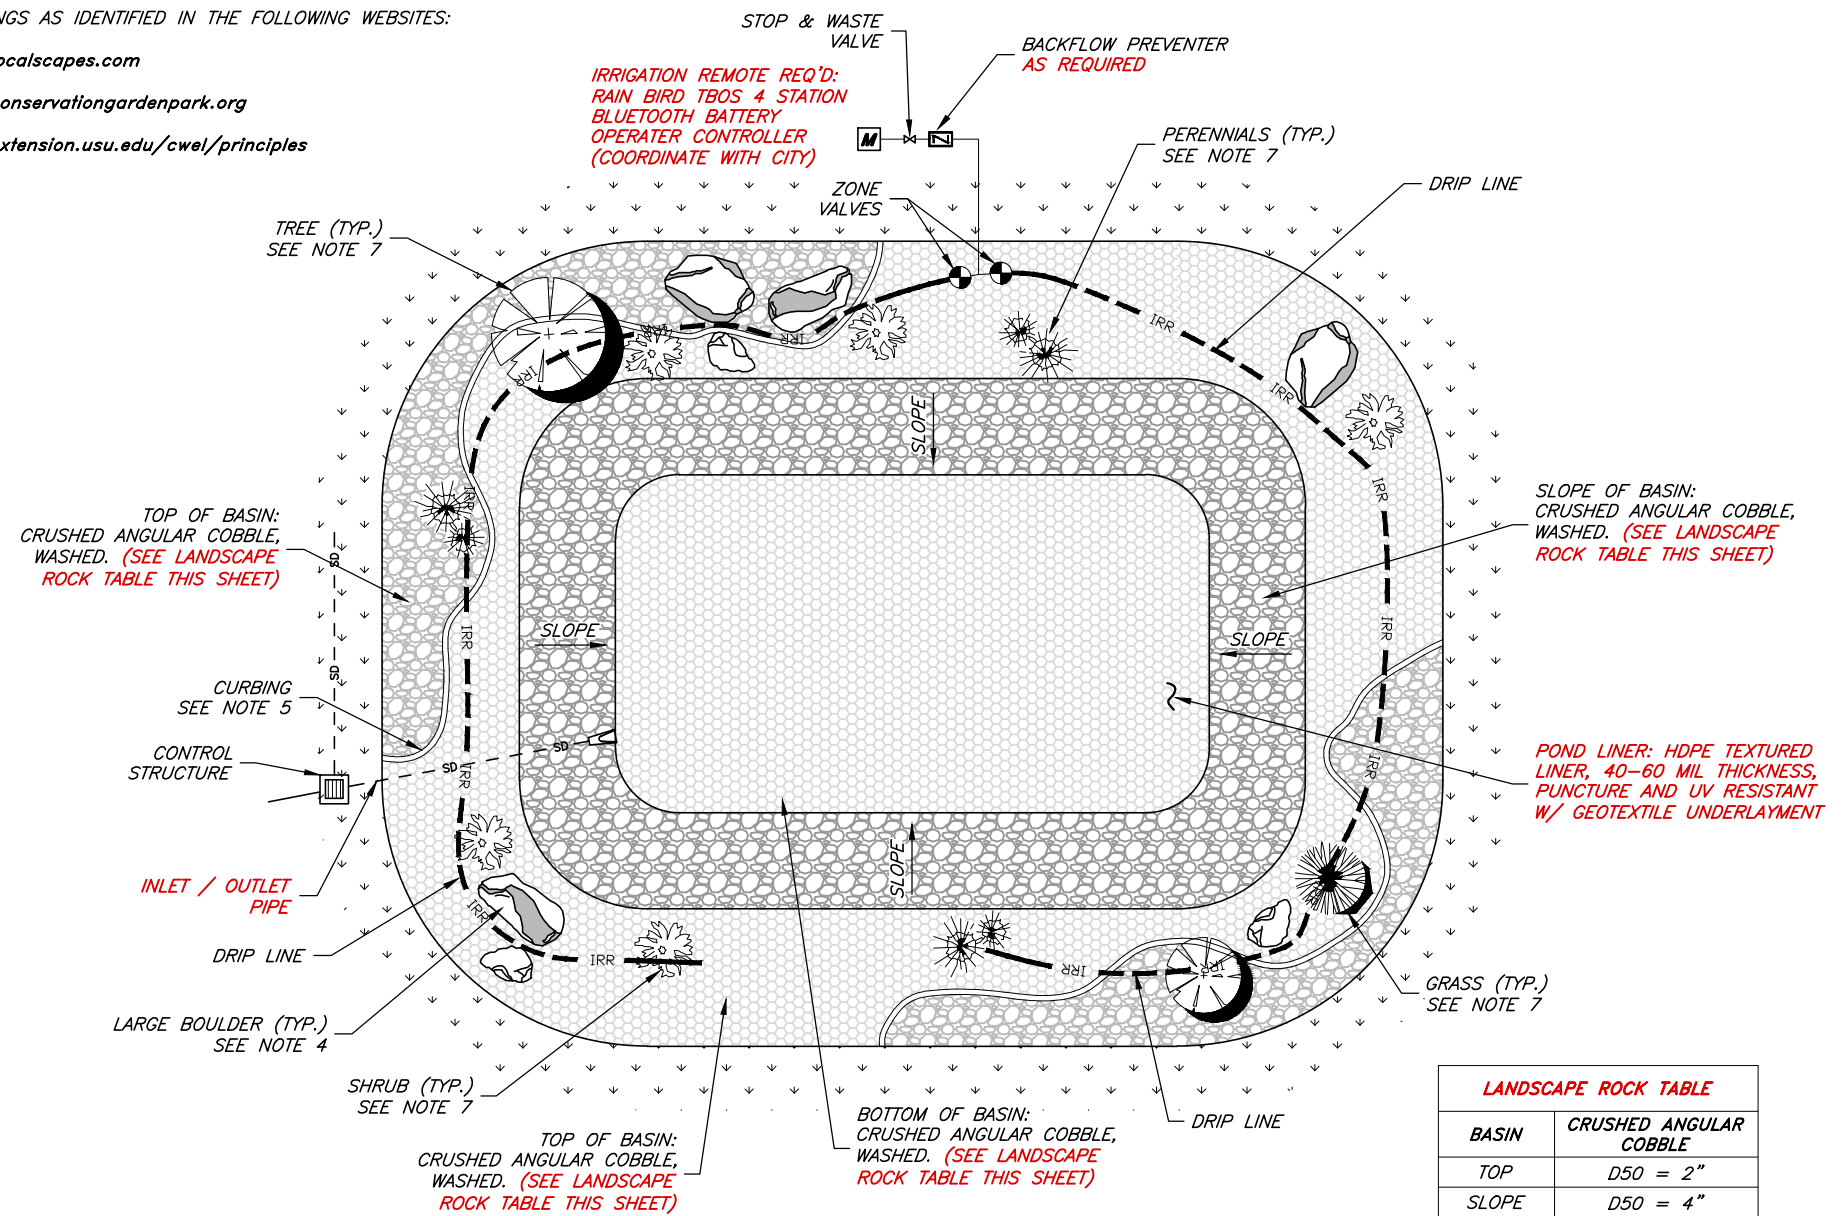 NGS AS IDENTIFIED IN THE FOLLOWING WEBSITES:
ocalscapes.com
onservationgardenpark.org
xtension.usu.edu/cwel/principles
STOP & WASTE
VALVE
BACKFLOW PREVENTER
AS REQUIRED
IRRIGATION REMOTE REQ'D:
RAIN BIRD TBOS 4 STATION
BLUETOOTH BATTERY
OPERATER CONTROLLER
(COORDINATE WITH CITY)
M
Z
PERENNIALS (TYP.)
SEE NOTE 7
ZONE
VALVES
DRIP LINE
TREE (TYP.)
SEE NOTE 7
IRR
IRR
IRR
IRR
IRR
IRR
SLOPE
IRR
IRR
TOP OF BASIN:
CRUSHED ANGULAR COBBLE,
WASHED. (SEE LANDSCAPE
ROCK TABLE THIS SHEET)
SD
SLOPE OF BASIN:
CRUSHED ANGULAR COBBLE,
WASHED. (SEE LANDSCAPE
ROCK TABLE THIS SHEET)
IRR
SLOPE
SLOPE
IRR
SD
CURBING
SEE NOTE 5
CONTROL
STRUCTURE
SD
SD
IRR
IRR
POND LINER: HDPE TEXTURED
LINER, 40-60 MIL THICKNESS,
PUNCTURE AND UV RESISTANT
W/ GEOTEXTILE UNDERLAYMENT
SLOPE
INLET / OUTLET
PIPE
IRR
IRR
DRIP LINE
IRR
IRR
IRR
GRASS (TYP.)
SEE NOTE 7
LARGE BOULDER (TYP.)
SEE NOTE 4
SHRUB (TYP.)
SEE NOTE 7
TOP OF BASIN:
CRUSHED ANGULAR COBBLE,
WASHED. (SEE LANDSCAPE
ROCK TABLE THIS SHEET)
BOTTOM OF BASIN:
CRUSHED ANGULAR COBBLE,
WASHED. (SEE LANDSCAPE
ROCK TABLE THIS SHEET)
DRIP LINE
LANDSCAPE ROCK TABLE
BASIN
CRUSHED ANGULAR
COBBLE
TOP
D50 = 2"
SLOPE
D50 = 4"